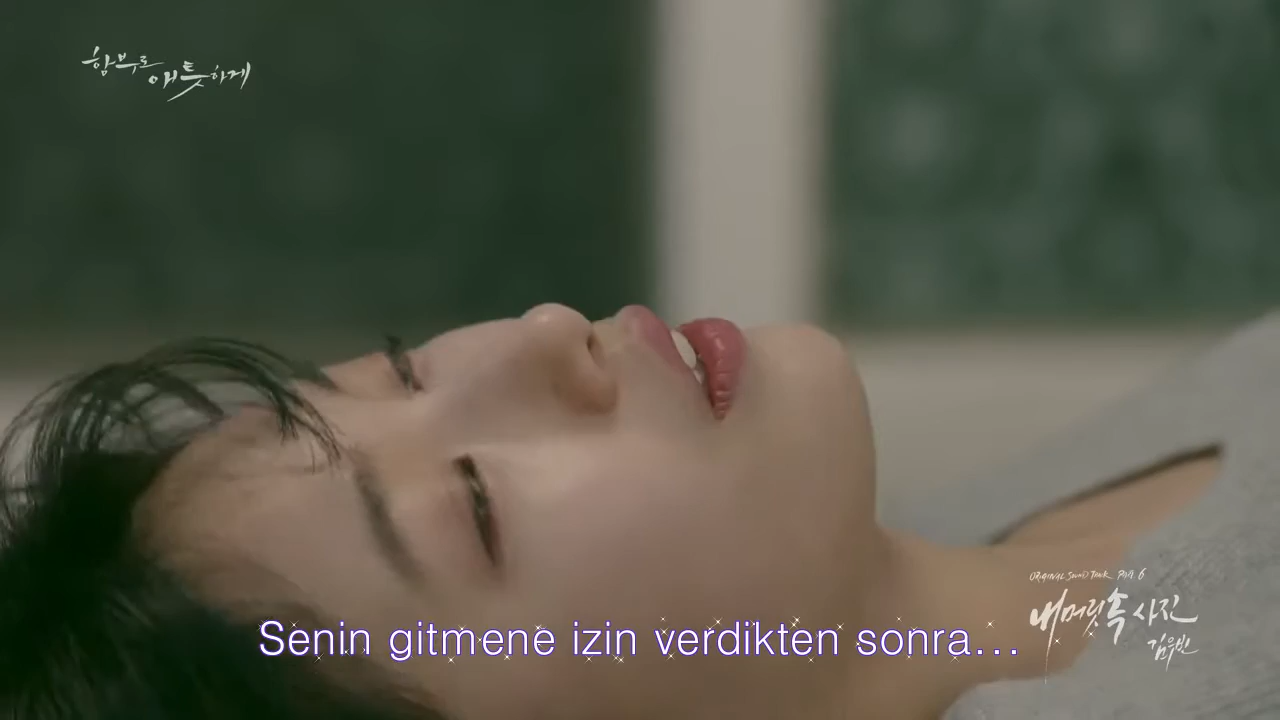 함부로
애틋하게
ORIGINAL SOUND TRACK PART 6
내 머릿속 사진
김우빈
Senin gitmene izin verdikten sonra...